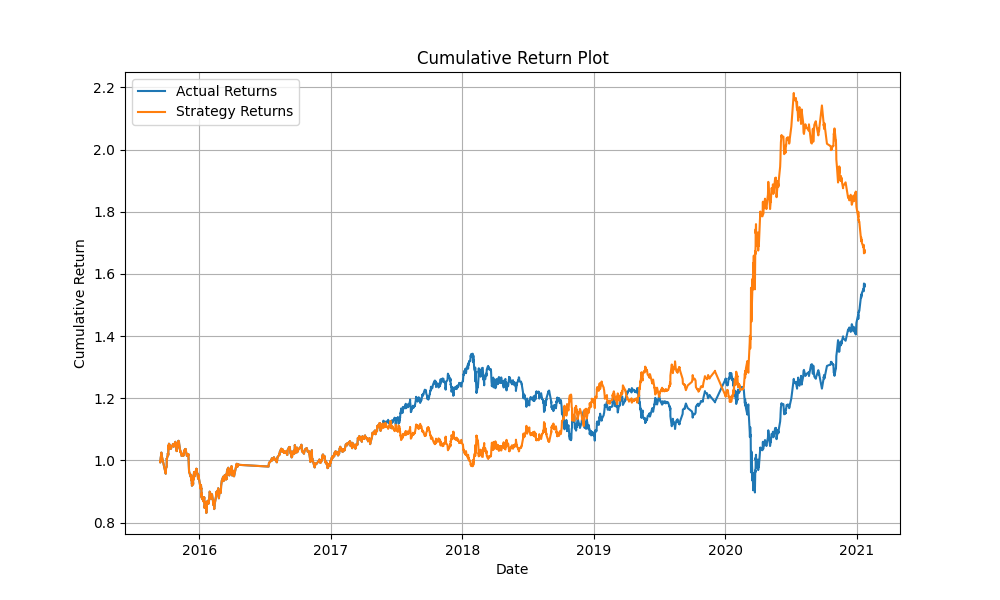 Cumulative Return Plot
Actual Returns
Strategy Returns
Cumulative Return
2.2
2.0
1.8
1.6
1.4
1.2
1.0
0.8
2016 2017 2018 2019 2020 2021
Date